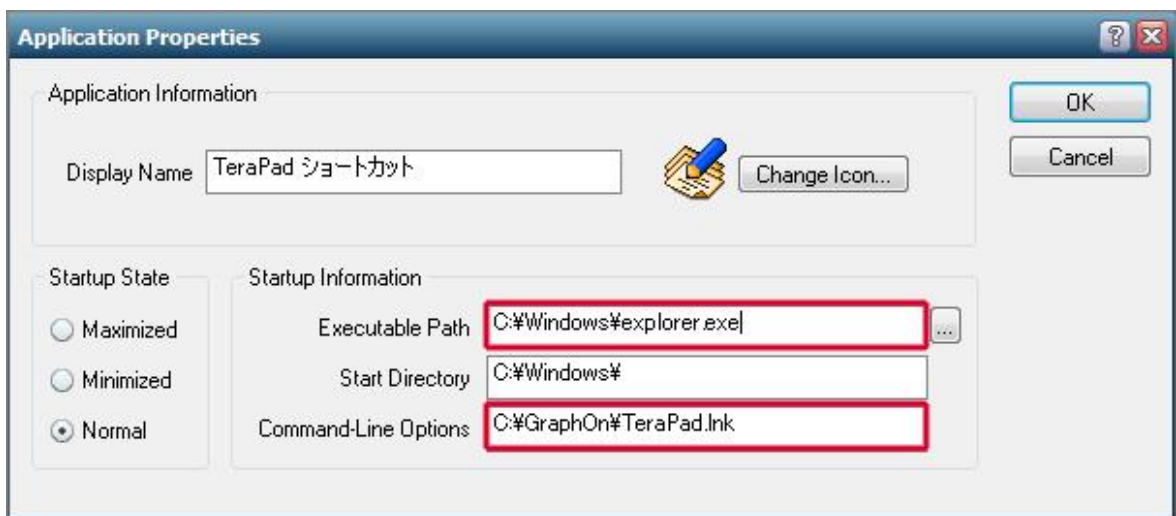 Application Properties
Application Information
OK
Cancel
Display Name
TeraPad ショートカット
Change Icon...
Startup State
Maximized
Minimized
Normal
Startup Information
Executable Path
C:¥Windows¥explorer.exe
...
Start Directory
C:¥Windows¥
Command-Line Options
C:¥GraphOn¥TeraPad.lnk